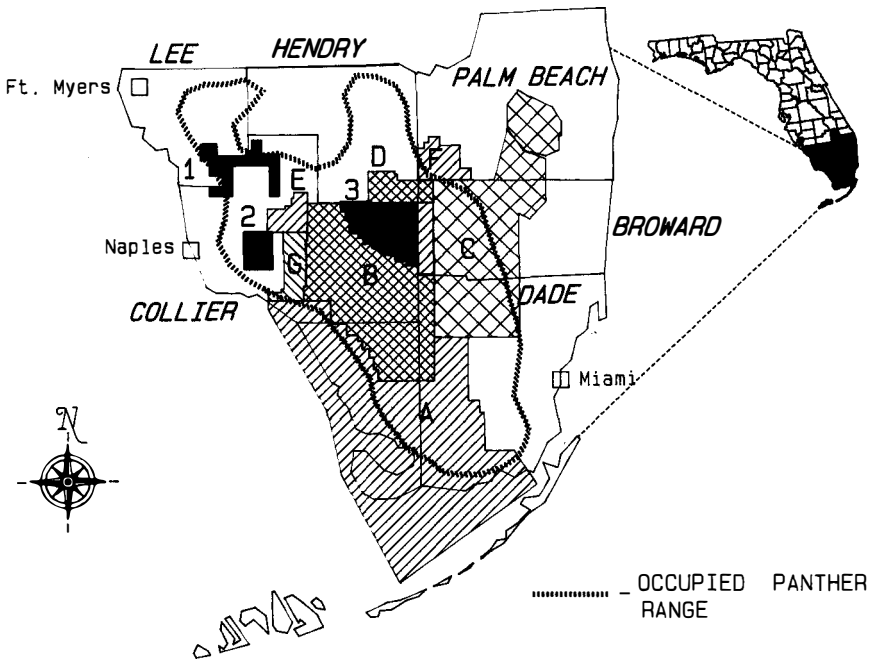 LEE
HENDRY
PALM BEACH
Ft. Myers
D
F
1
E
3
2
BROWARD
Naples
C
G
B
DADE
COLLIER
Miami
A
N
OCCUPIED PANTHER
RANGE